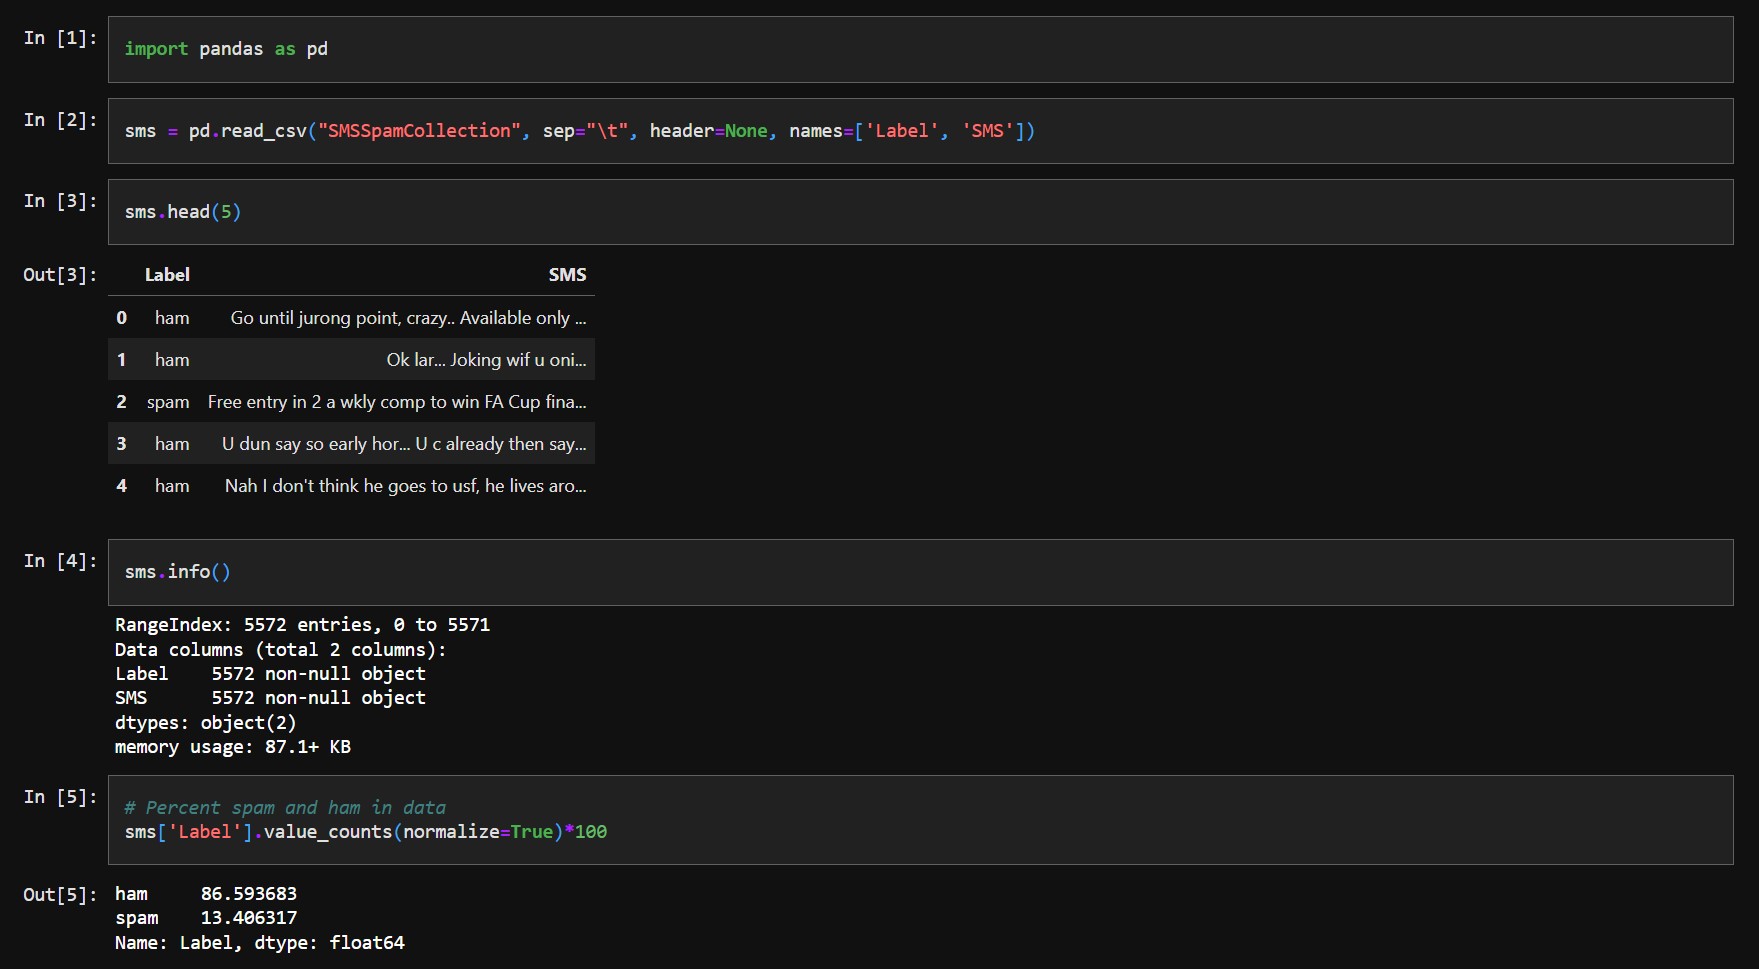 In [1]: import pandas as pd
In [2]: sms = pd.read_csv("SMSSpamCollection", sep="\t", header=None, names=['Label', 'SMS'])
In [3]: sms.head(5)
Out[3]: Label SMS
0 ham Go until jurong point, crazy.. Available only ...
1 ham Ok lar... Joking wif u oni...
2 spam Free entry in 2 a wkly comp to win FA Cup fina...
3 ham U dun say so early hor... U c already then say...
4 ham Nah I don't think he goes to usf, he lives aro...
In [4]: sms.info()
RangeIndex: 5572 entries, 0 to 5571
Data columns (total 2 columns):
Label    5572 non-null object
SMS      5572 non-null object
dtypes: object(2)
memory usage: 87.1+ KB
In [5]: # Percent spam and ham in data
sms['Label'].value_counts(normalize=True)*100
Out[5]: ham     86.593683
spam    13.406317
Name: Label, dtype: float64